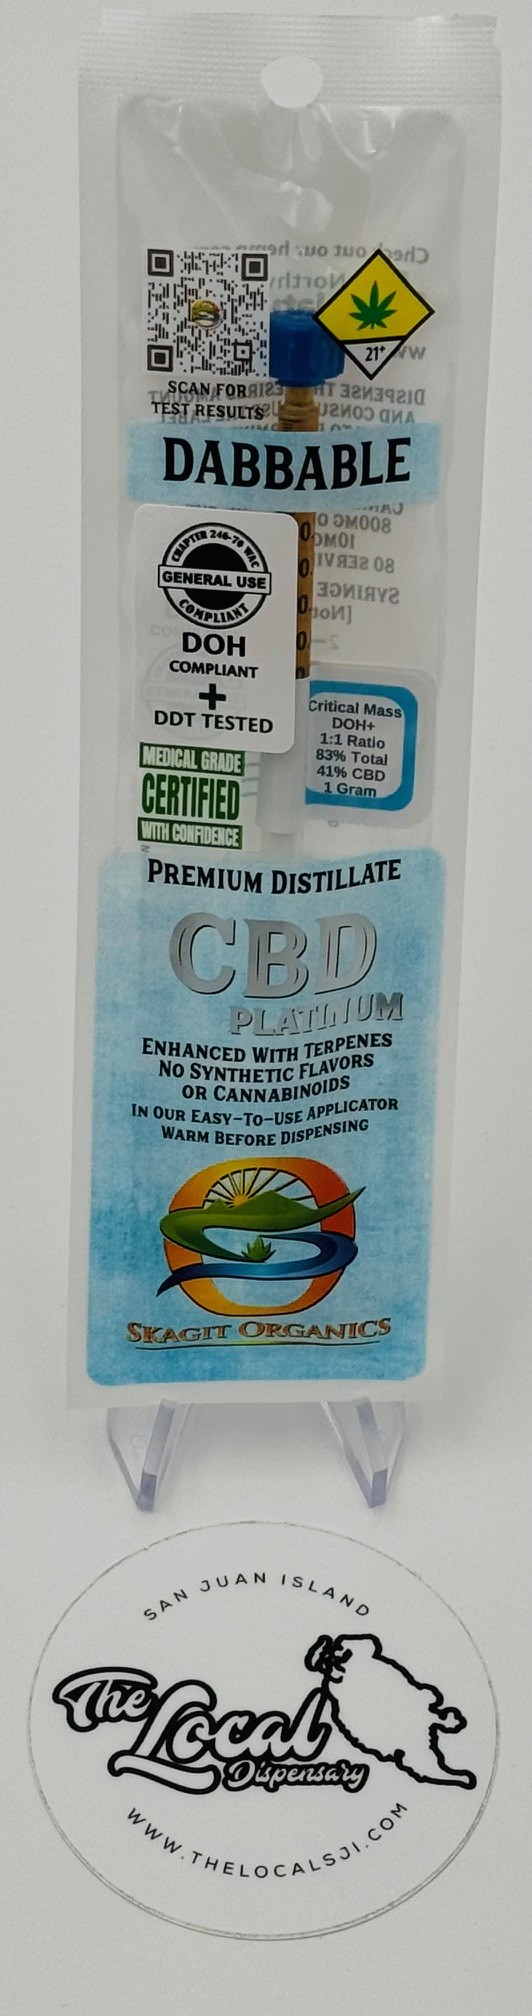 SCAN FOR
TEST RESULTS
21+
DABBABLE
CHAPTER 246-70 WAC
GENERAL USE
COMPLIANT
DOH
COMPLIANT
+
DDT TESTED
Critical Mass
DOH+
1:1 Ratio
83% Total
41% CBD
1 Gram
MEDICAL GRADE
CERTIFIED
WITH CONFIDENCE
PREMIUM DISTILLATE
CBD
PLATINUM
ENHANCED WITH TERPENES
NO SYNTHETIC FLAVORS
OR CANNABINOIDS
IN OUR EASY-TO-USE APPLICATOR
WARM BEFORE DISPENSING
SKAGIT ORGANICS
SAN JUAN ISLAND
The Local
Dispensary
WWW.THELOCALSJI.COM